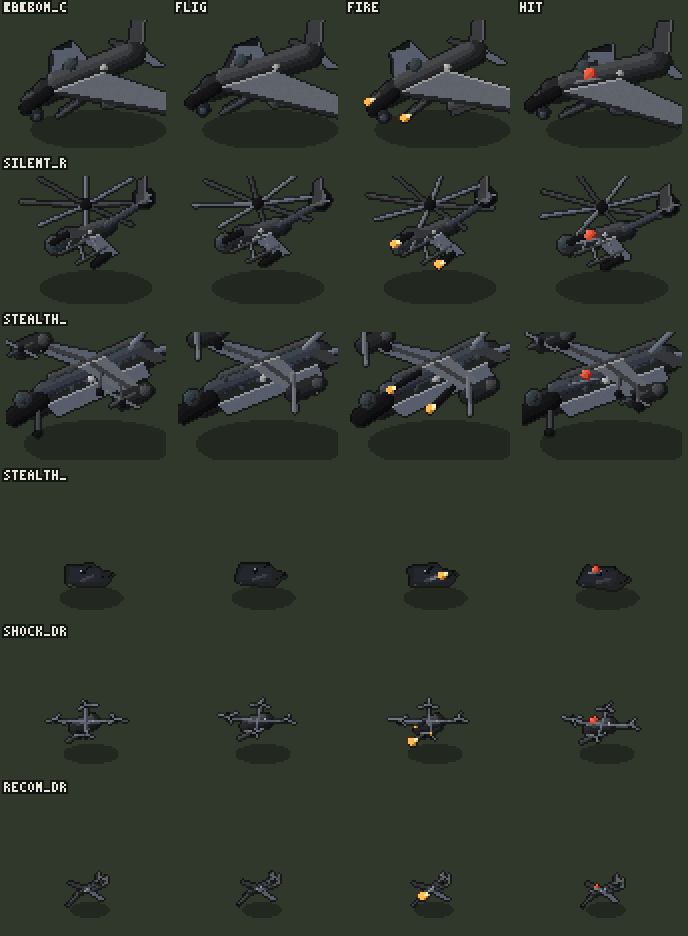 FLIG FIRE HIT
SILENT_R
STEALTH_
STEALTH_
SHOCK_DR
RECON_DR